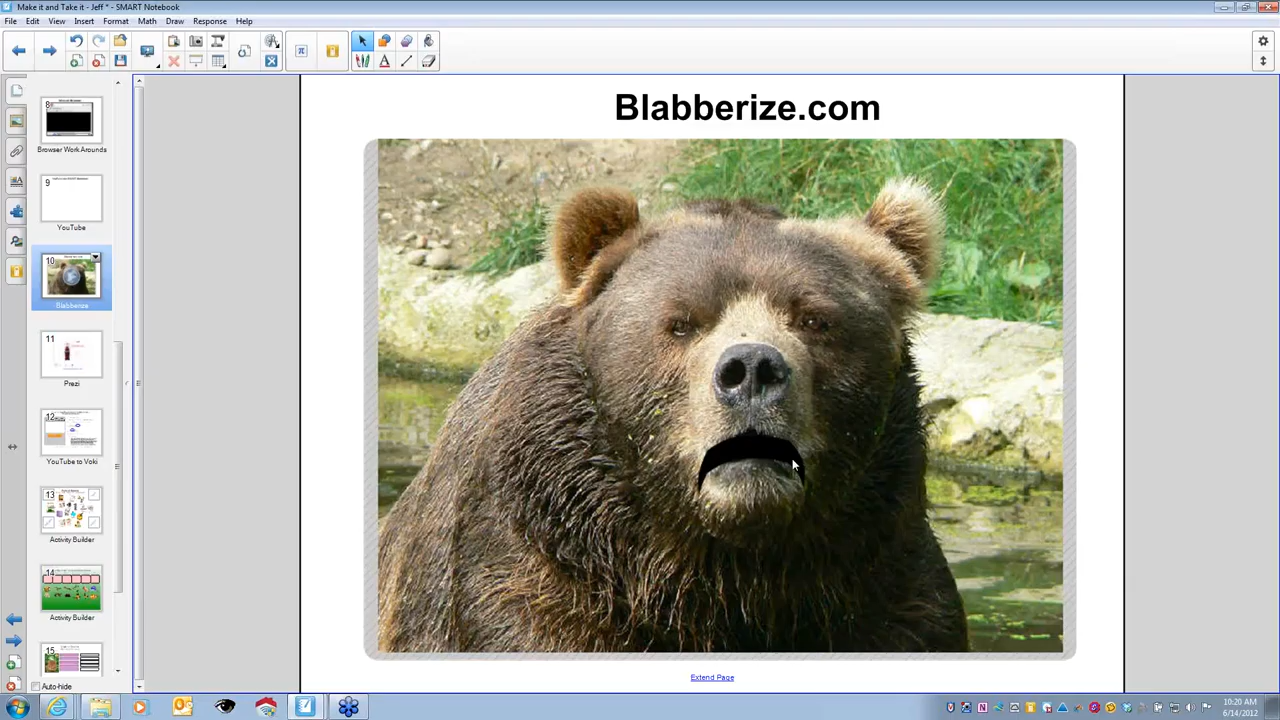 Make it and Take it - Jeff * - SMART Notebook
File Edit View Insert Format Math Draw Response Help
Blabberize.com
8
Browser Work Arounds
9
YouTube
10
Blabberize
11
Prezi
12
YouTube to Voki
13
Activity Builder
14
Activity Builder
15
Auto-hide
Extend Page
10:20 AM
6/14/2012